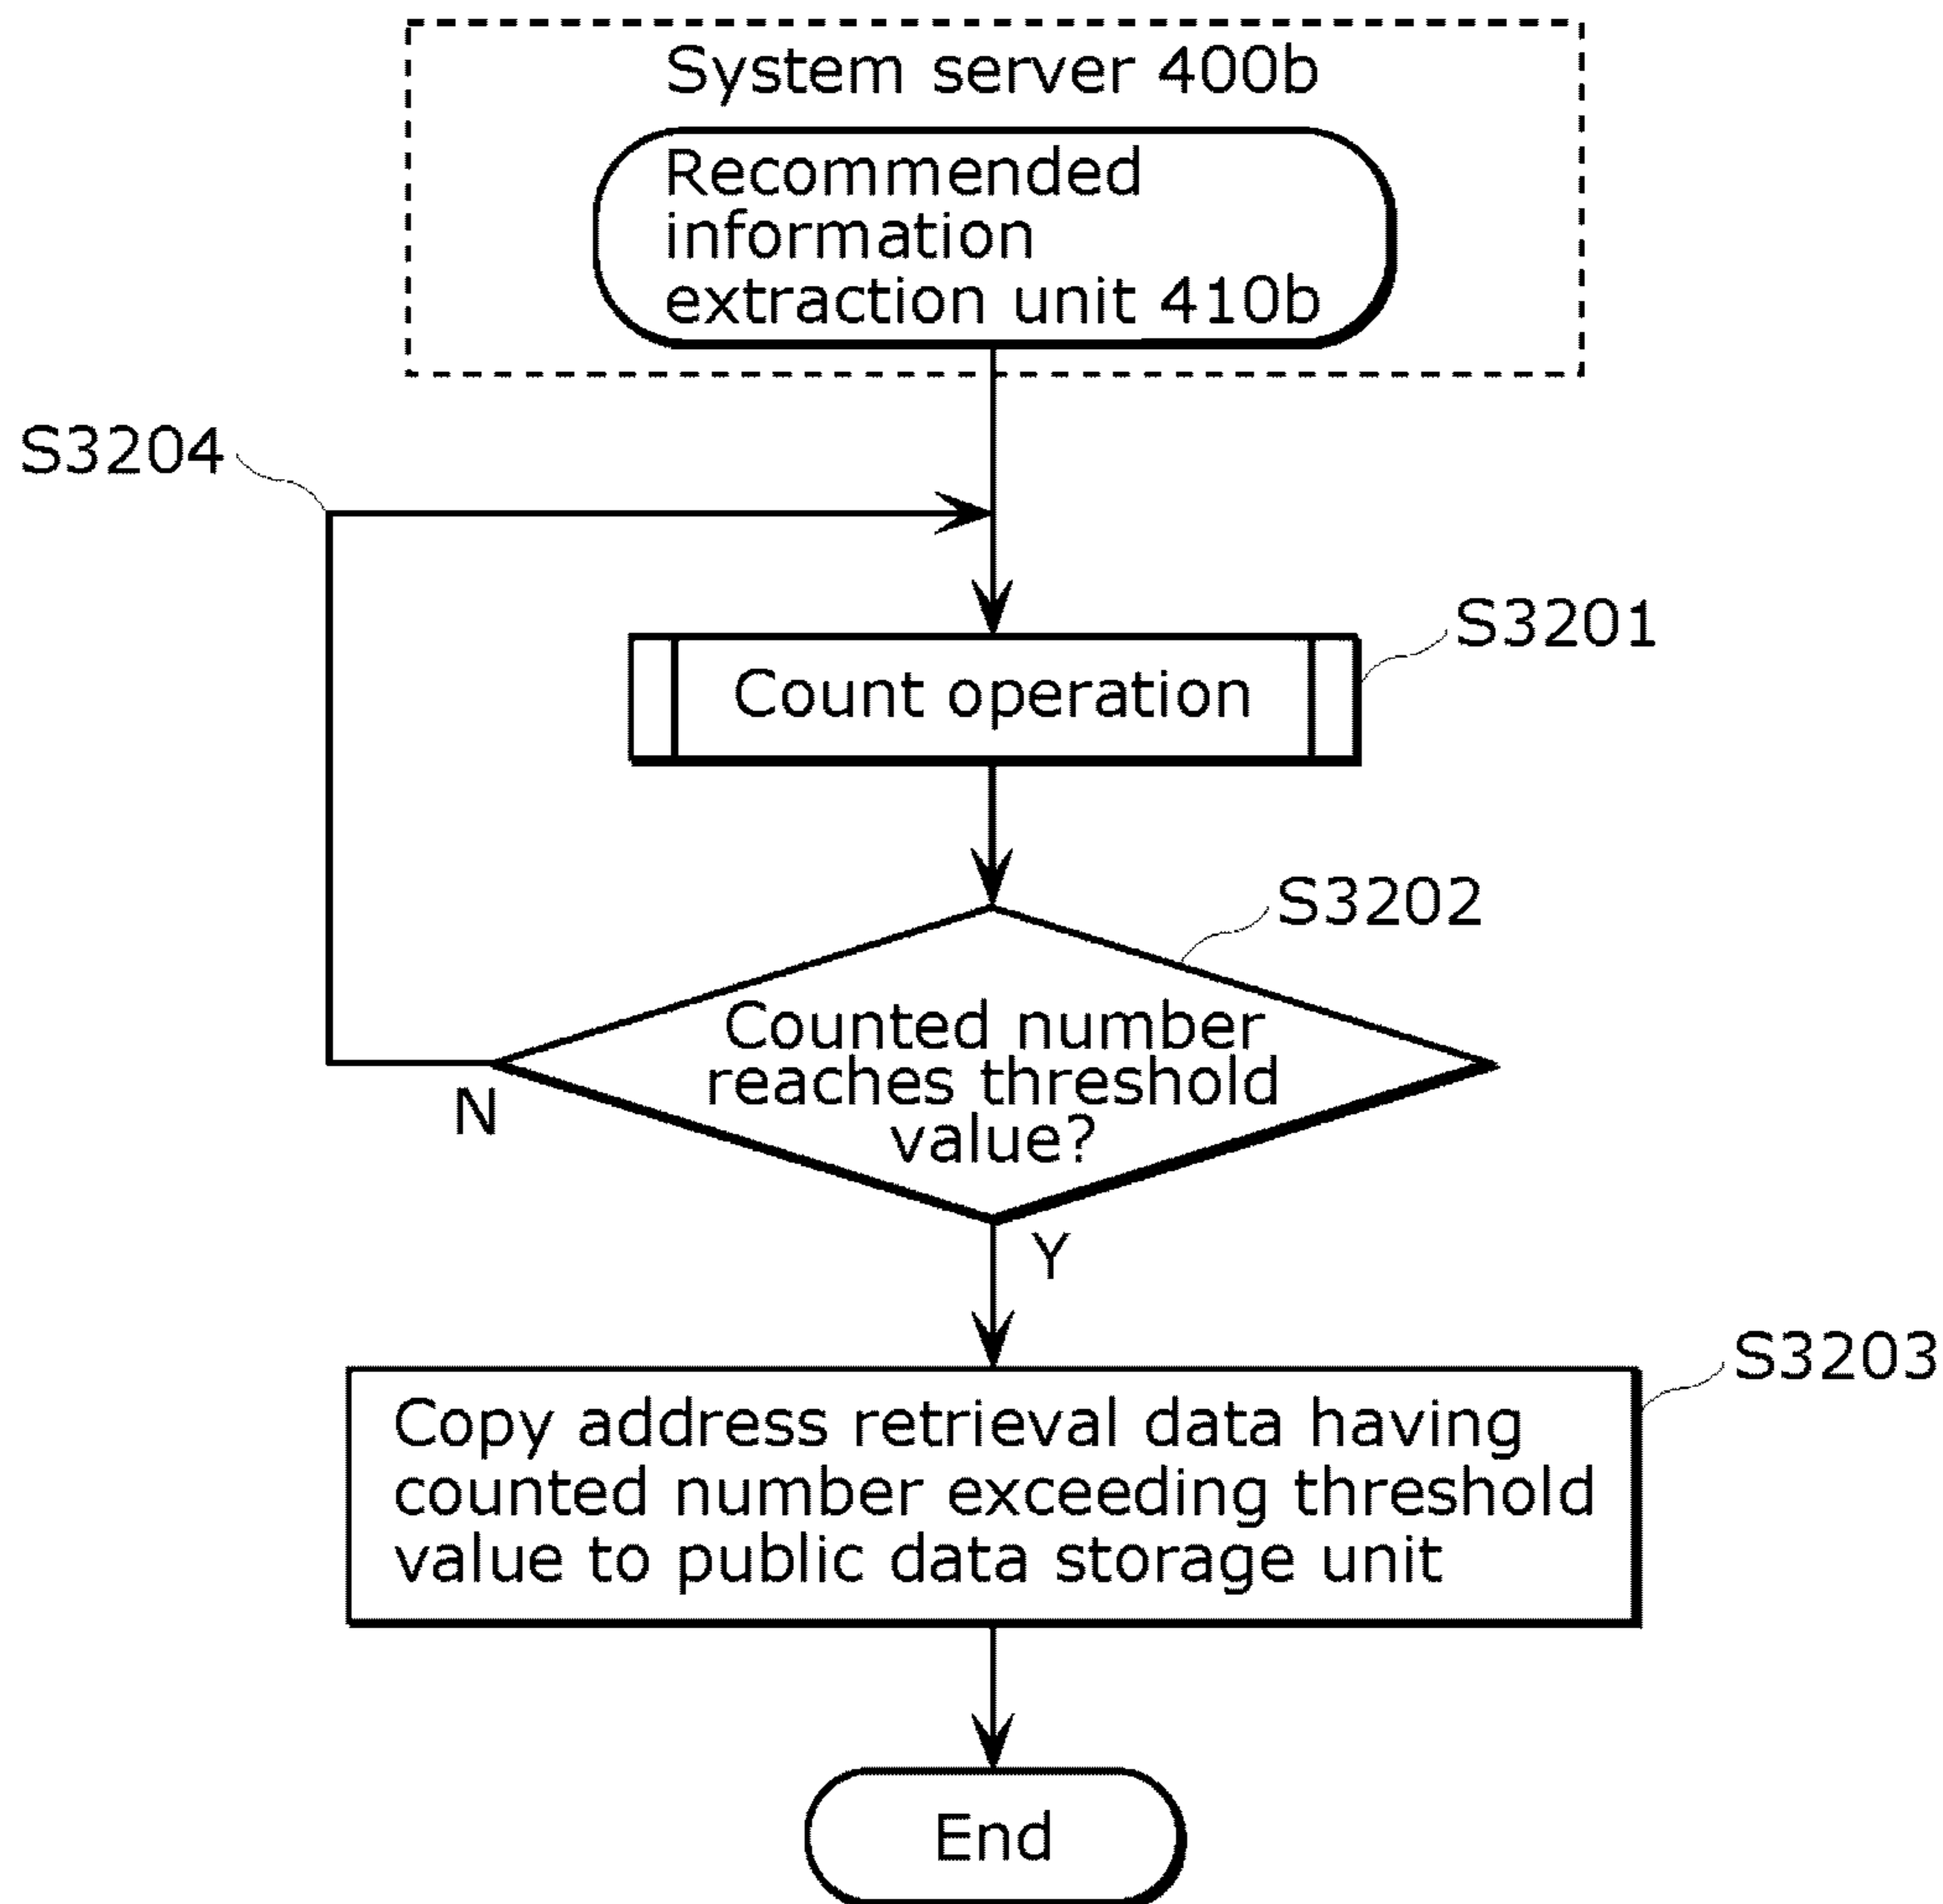 System server 400b
Recommended
information
extraction unit 410b
S3204
S3201
Count operation
S3202
Counted number
reaches threshold
value?
N
Y
S3203
Copy address retrieval data having
counted number exceeding threshold
value to public data storage unit
End